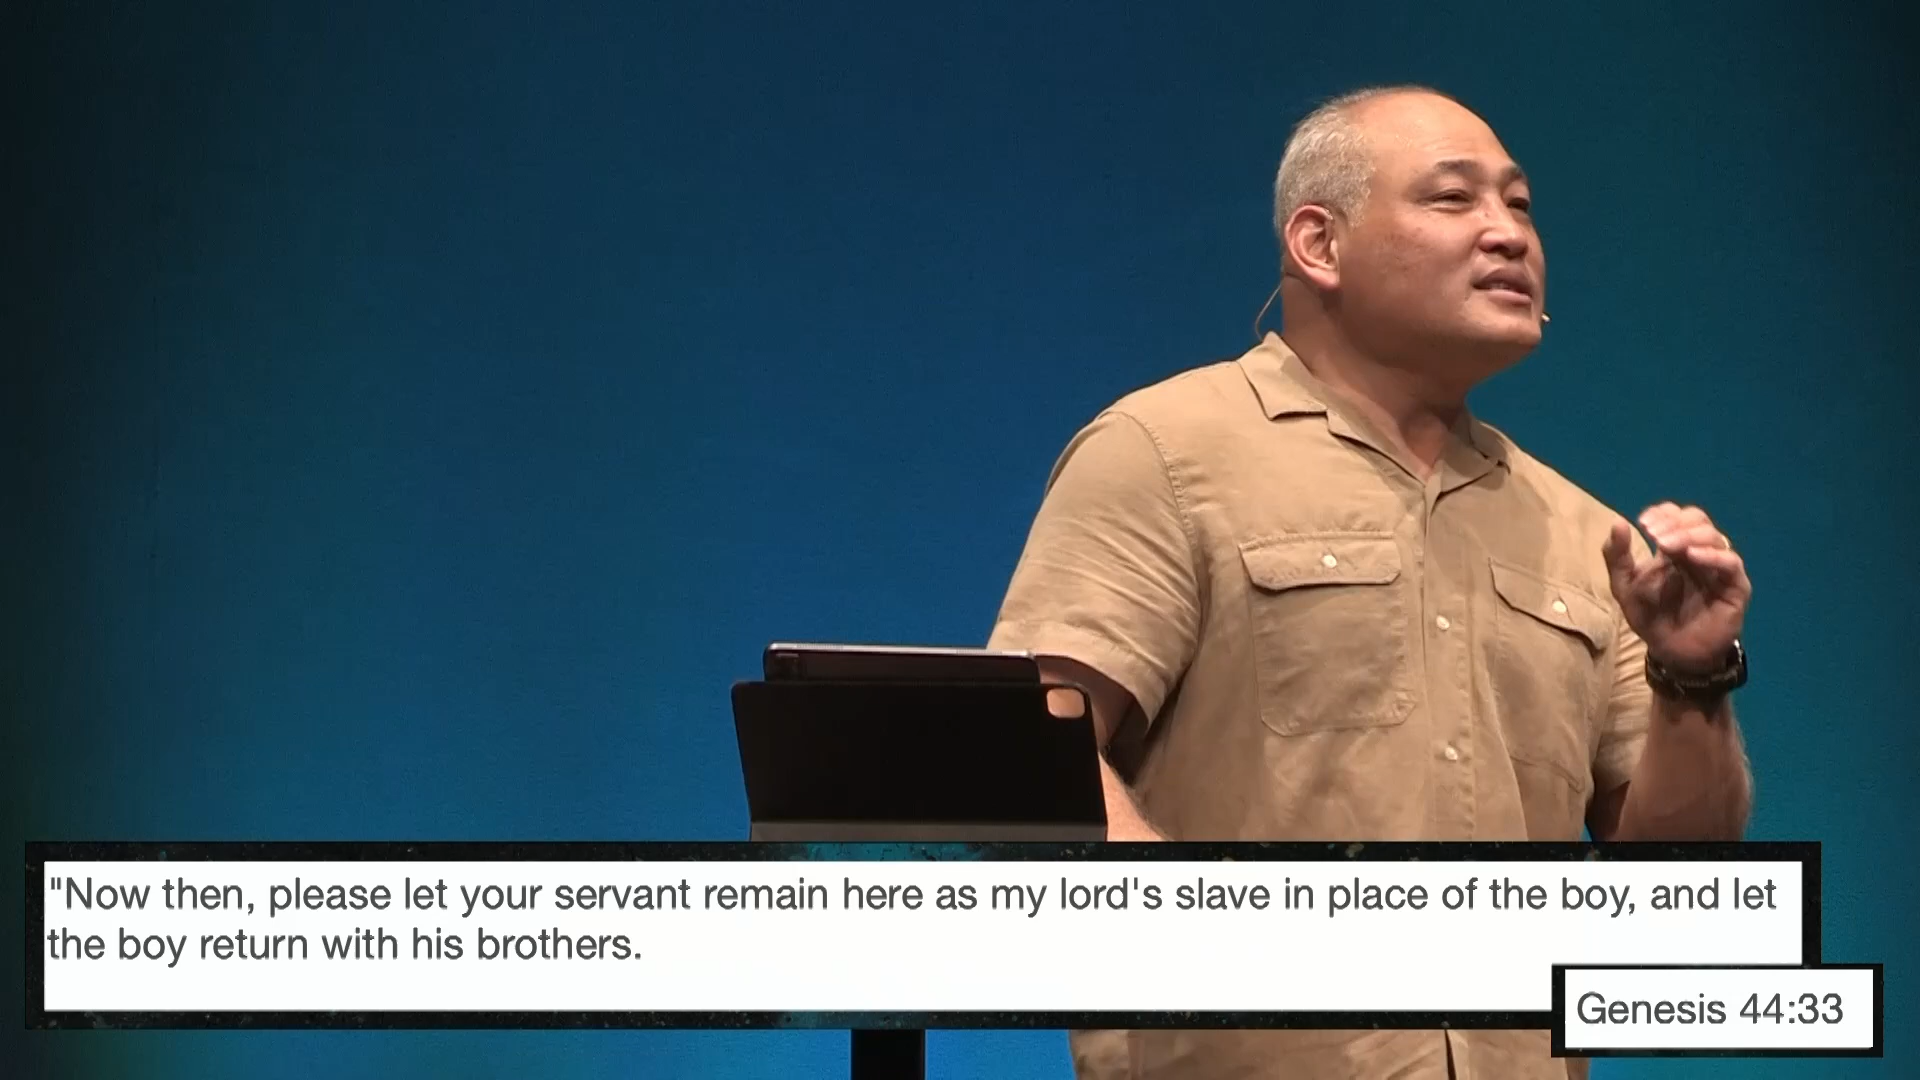 "Now then, please let your servant remain here as my lord's slave in place of the boy, and let
the boy return with his brothers.
Genesis 44:33